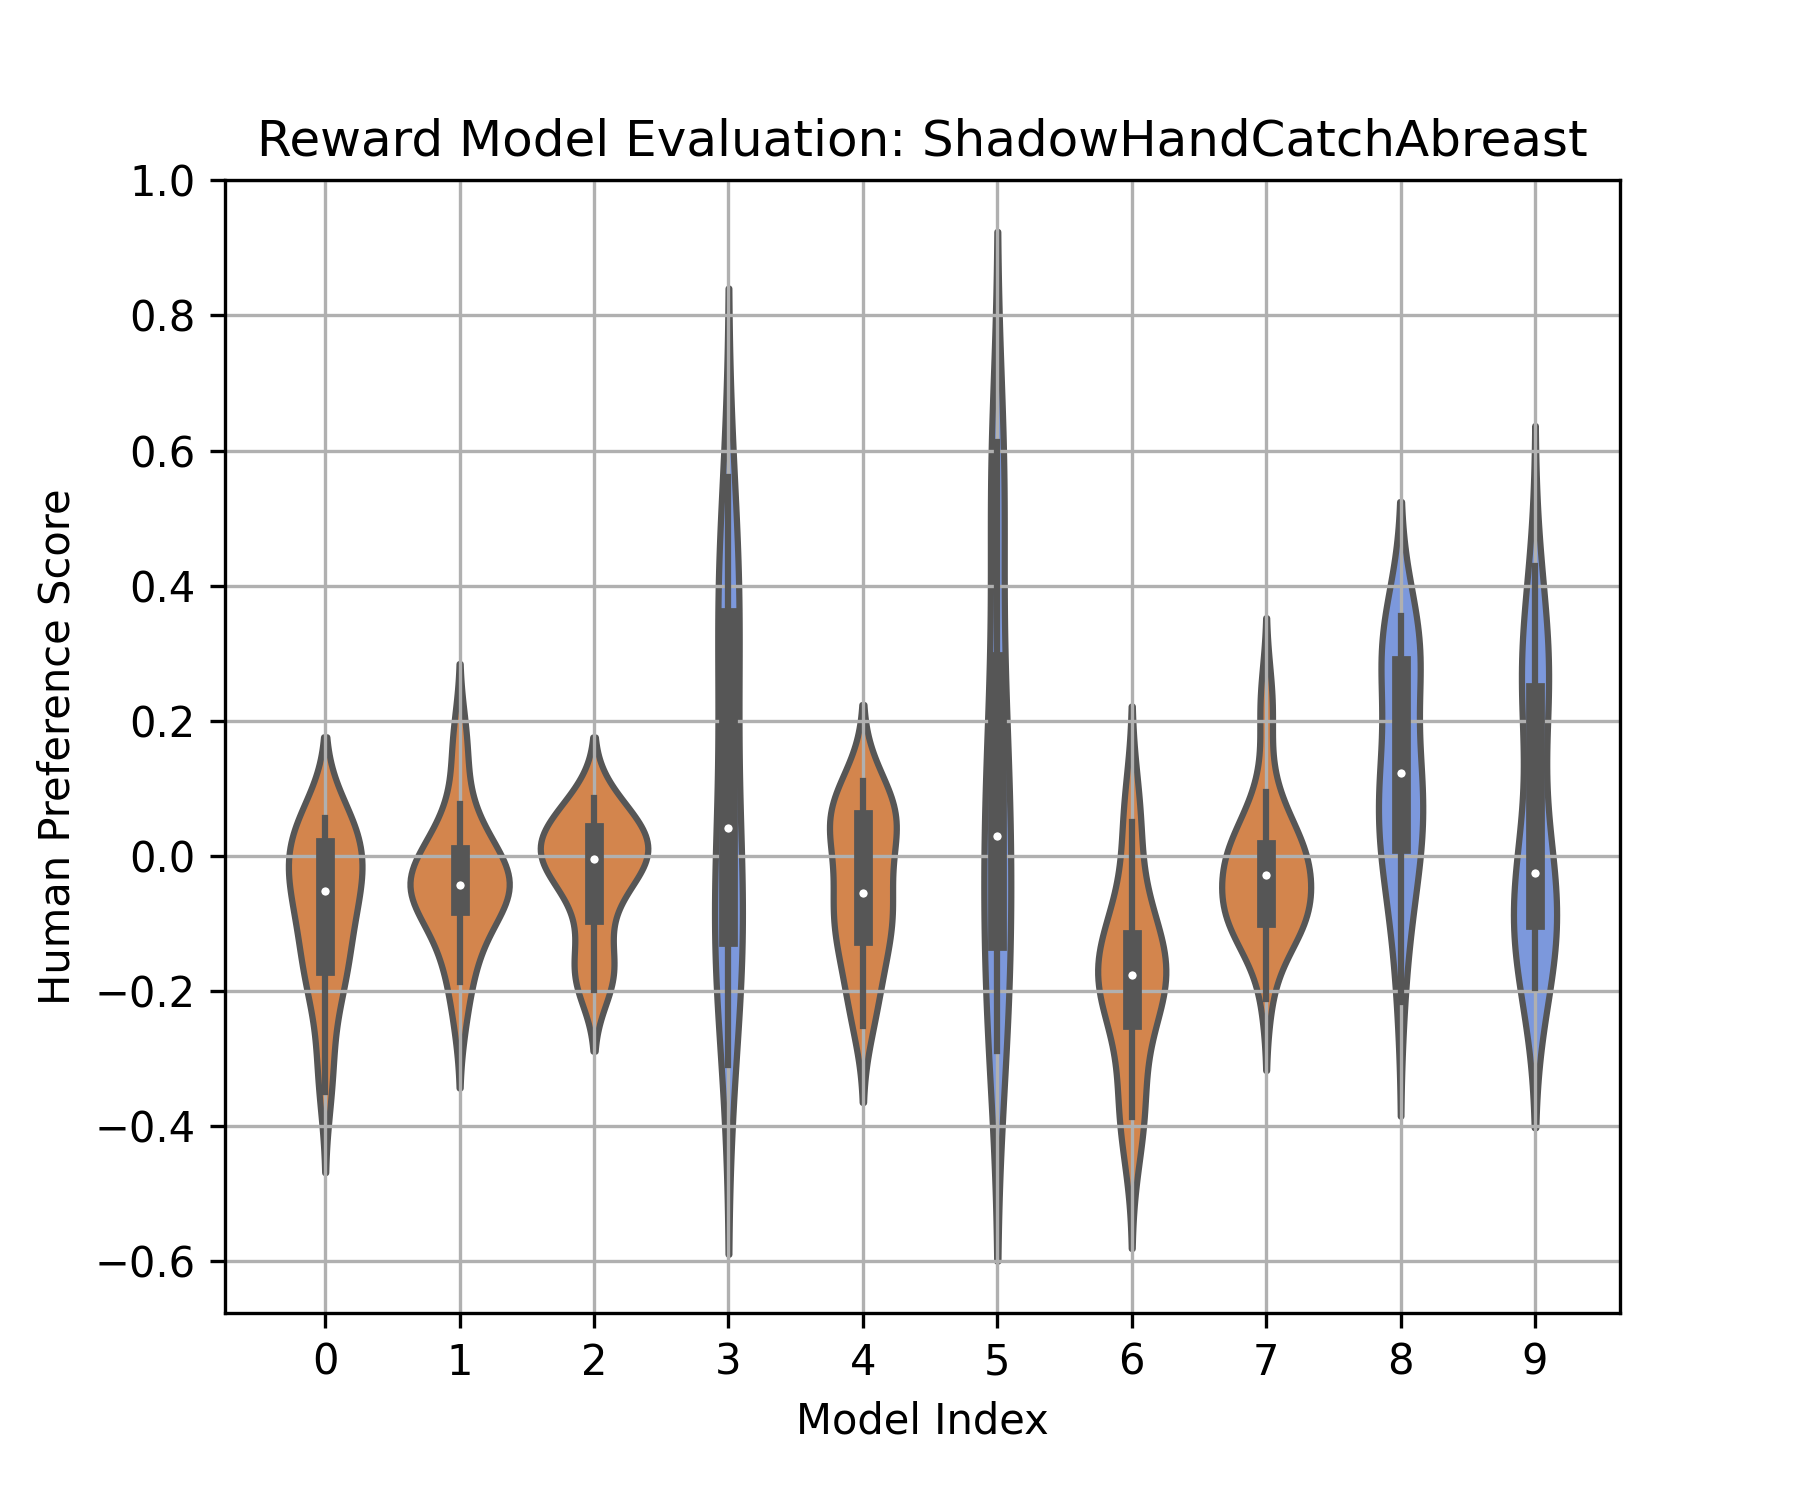 Reward Model Evaluation: ShadowHandCatchAbreast
1.0
0.8
0.6
0.4
0.2
0.0
−0.2
−0.4
−0.6
Human Preference Score
0 1 2 3 4 5 6 7 8 9
Model Index